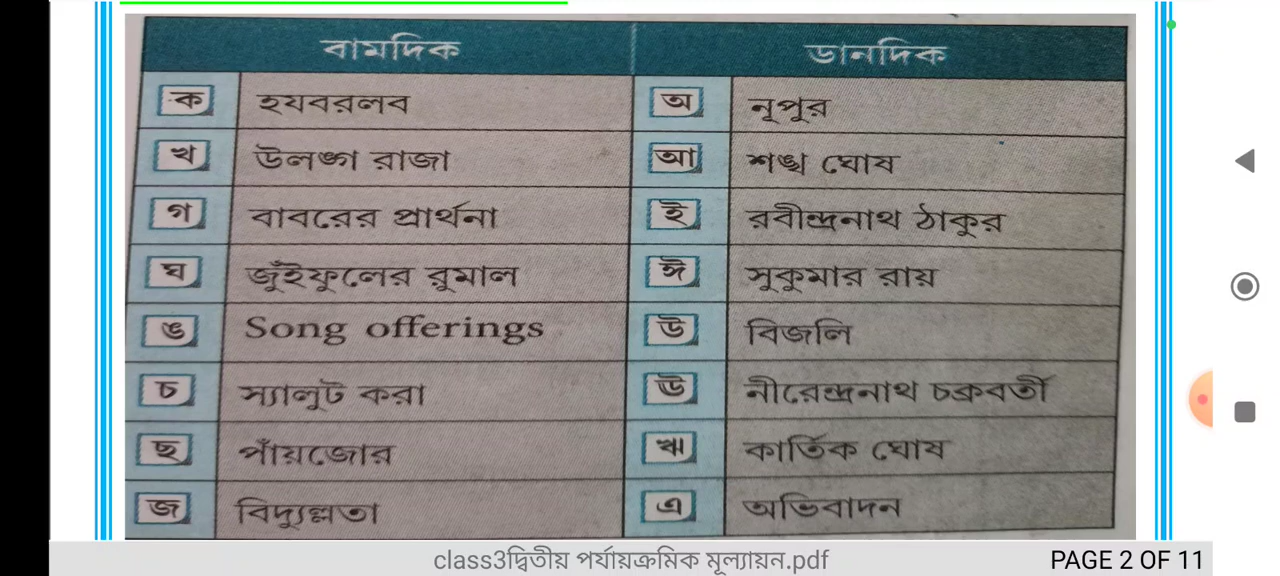 বামদিক ডানদিক
ক হযবরলব অ নূপুর
খ উলঙ্গ রাজা আ শঙ্খ ঘোষ
গ বাবরের প্রার্থনা ই রবীন্দ্রনাথ ঠাকুর
ঘ জুঁইফুলের রুমাল ঈ সুকুমার রায়
ঙ Song offerings উ বিজলি
চ স্যালুট করা ঊ নীরেন্দ্রনাথ চক্রবর্তী
ছ পাঁয়জোর ঋ কার্তিক ঘোষ
জ বিদ্যুল্লতা এ অভিবাদন
class3দ্বিতীয় পর্যায়ক্রমিক মূল্যায়ন.pdf PAGE 2 OF 11